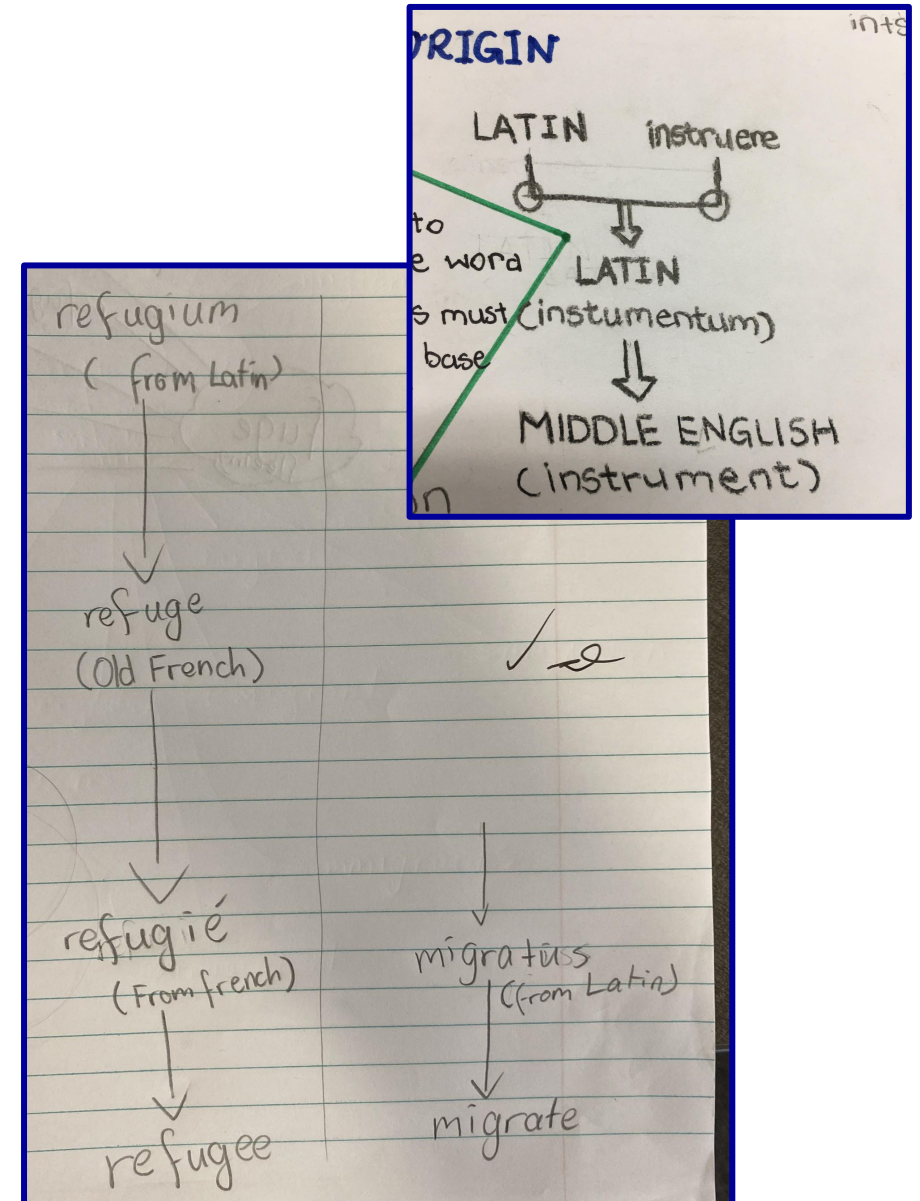 ORIGIN
LATIN instruere
to
e word
s must
base
LATIN
(instumentum)
MIDDLE ENGLISH
(instrument)
refugium
(from Latin)
refuge
(Old French)
refugié
(From french)
refugee
migratus
(from Latin)
migrate